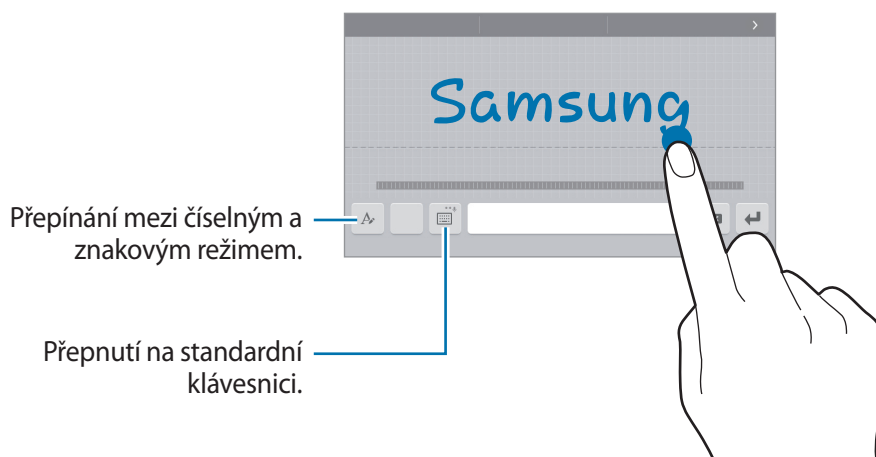 Samsung
Přepínání mezi číselným a
znakovým režimem.
Přepnutí na standardní
klávesnici.